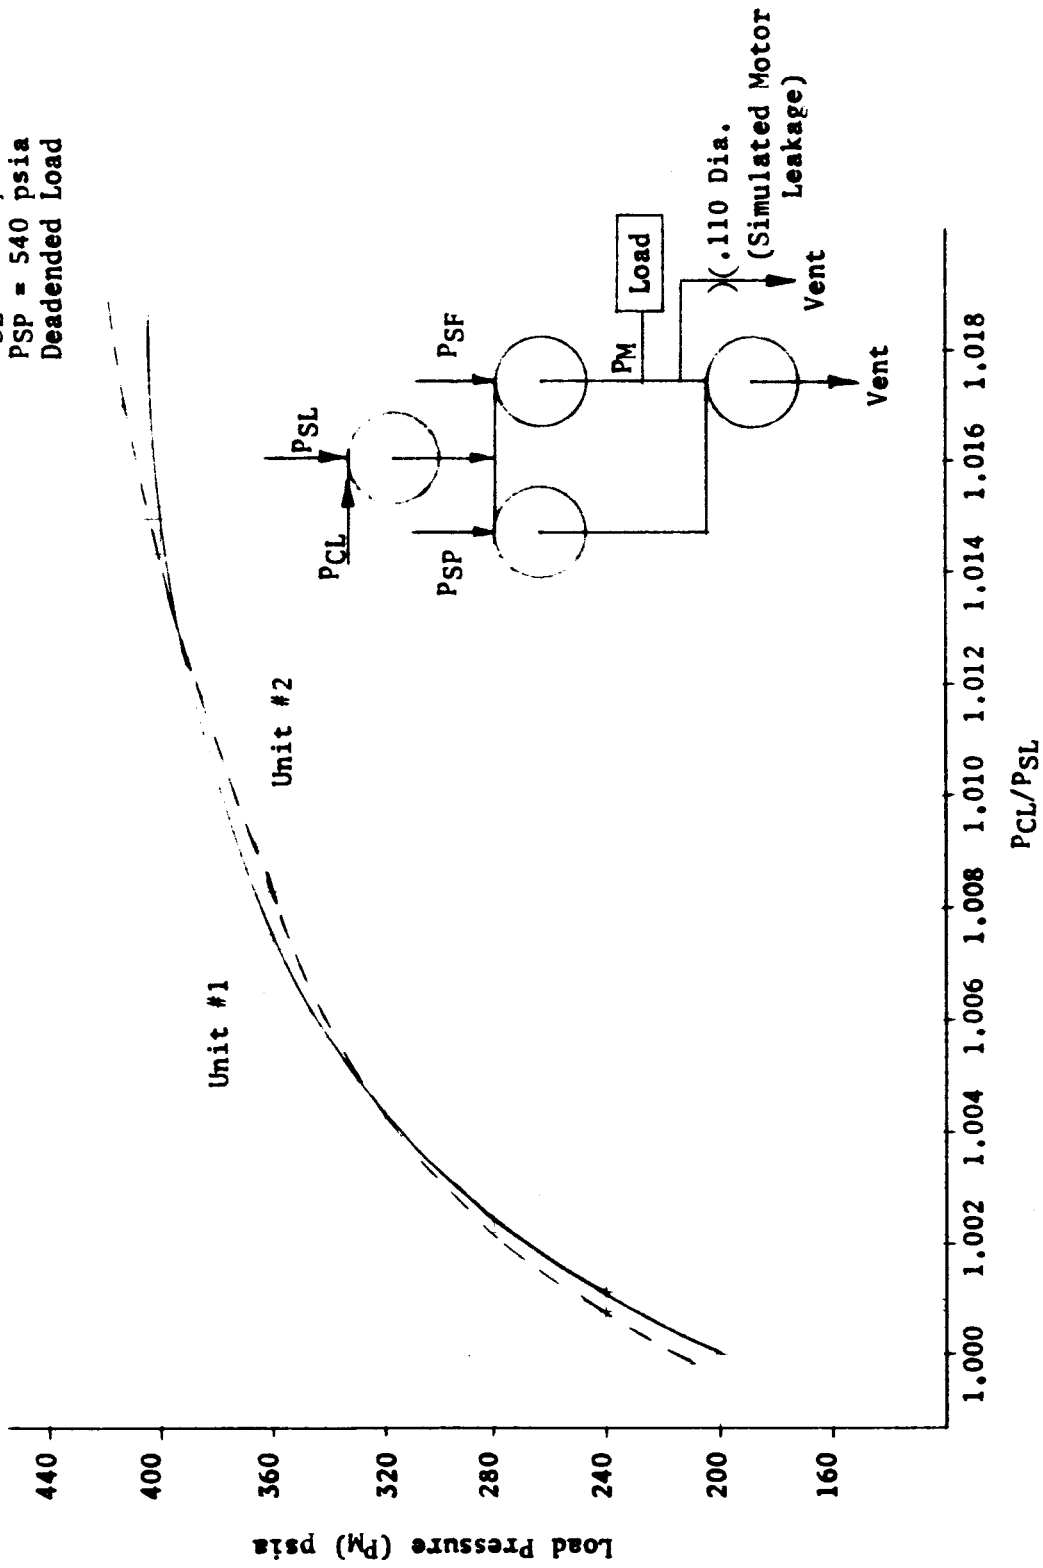 PSP = 540 psia
Deadended Load
Unit #1
Unit #2
PCL
PSL
PSP
PSF
PM
Load
.110 Dia.
(Simulated Motor
Leakage)
Vent
Vent
Load Pressure (PM) psia
440
400
360
320
280
240
200
160
1.000
1.002
1.004
1.006
1.008
1.010
1.012
1.014
1.016
1.018
PCL/PSL